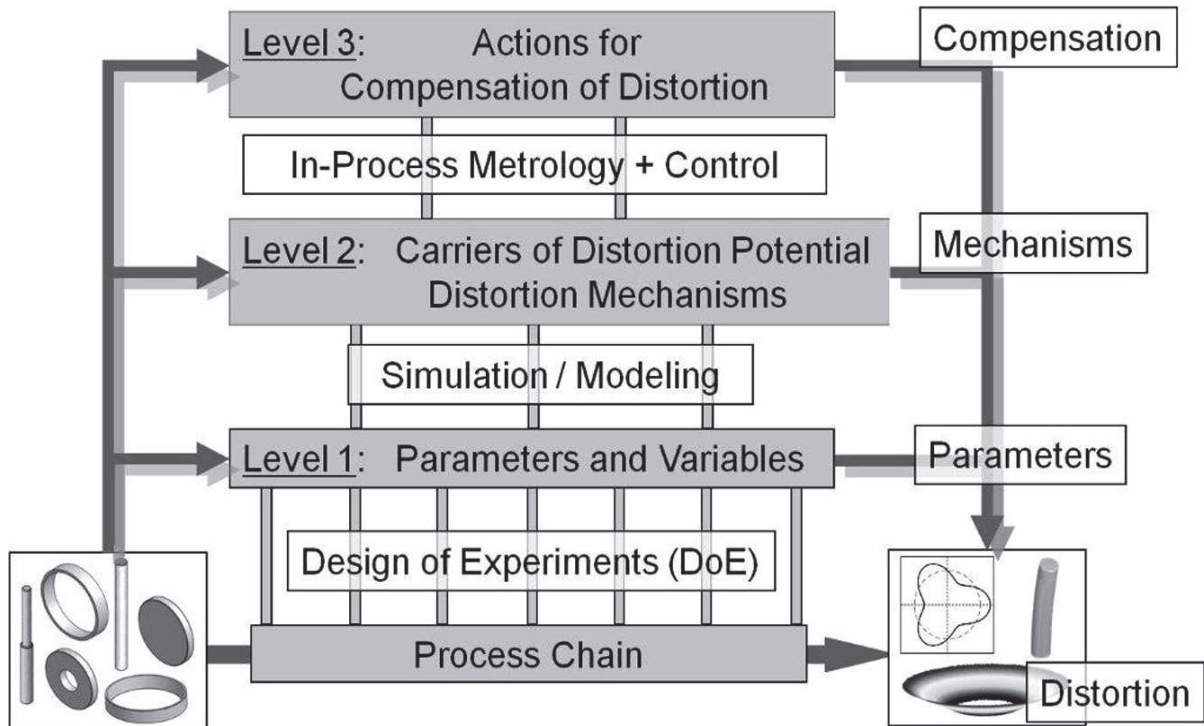 Level 3: Actions for
Compensation of Distortion
Compensation
In-Process Metrology + Control
Level 2: Carriers of Distortion Potential
Distortion Mechanisms
Mechanisms
Simulation / Modeling
Level 1: Parameters and Variables
Parameters
Design of Experiments (DoE)
Process Chain
Distortion